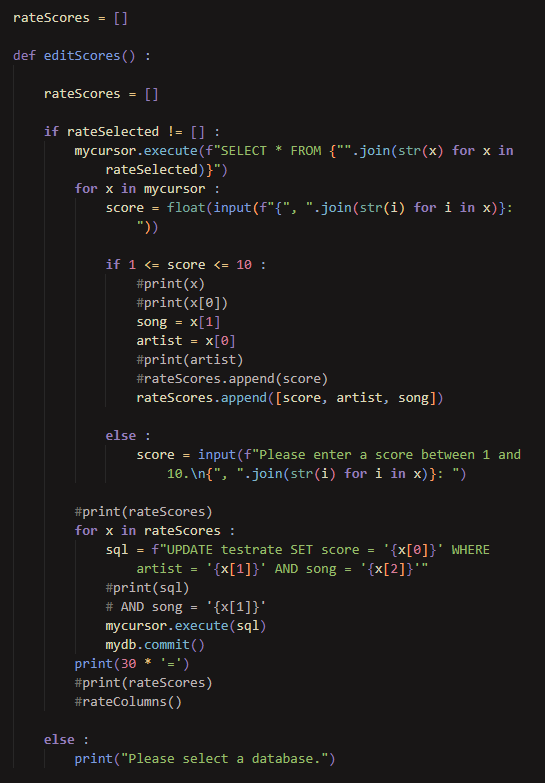 rateScores = []
def editScores() :
rateScores = []
if rateSelected != [] :
mycursor.execute(f"SELECT * FROM {"".join(str(x) for x in
rateSelected)}")
for x in mycursor :
score = float(input(f"{", ".join(str(i) for i in x)}:
"))
if 1 <= score <= 10 :
#print(x)
#print(x[0])
song = x[1]
artist = x[0]
#print(artist)
#rateScores.append(score)
rateScores.append([score, artist, song])
else :
score = input(f"Please enter a score between 1 and
10.\n{", ".join(str(i) for i in x)}: ")
#print(rateScores)
for x in rateScores :
sql = f"UPDATE testrate SET score = '{x[0]}' WHERE
artist = '{x[1]}' AND song = '{x[2]}'"
#print(sql)
# AND song = '{x[1]}'
mycursor.execute(sql)
mydb.commit()
print(30 * '=')
#print(rateScores)
#rateColumns()
else :
print("Please select a database.")